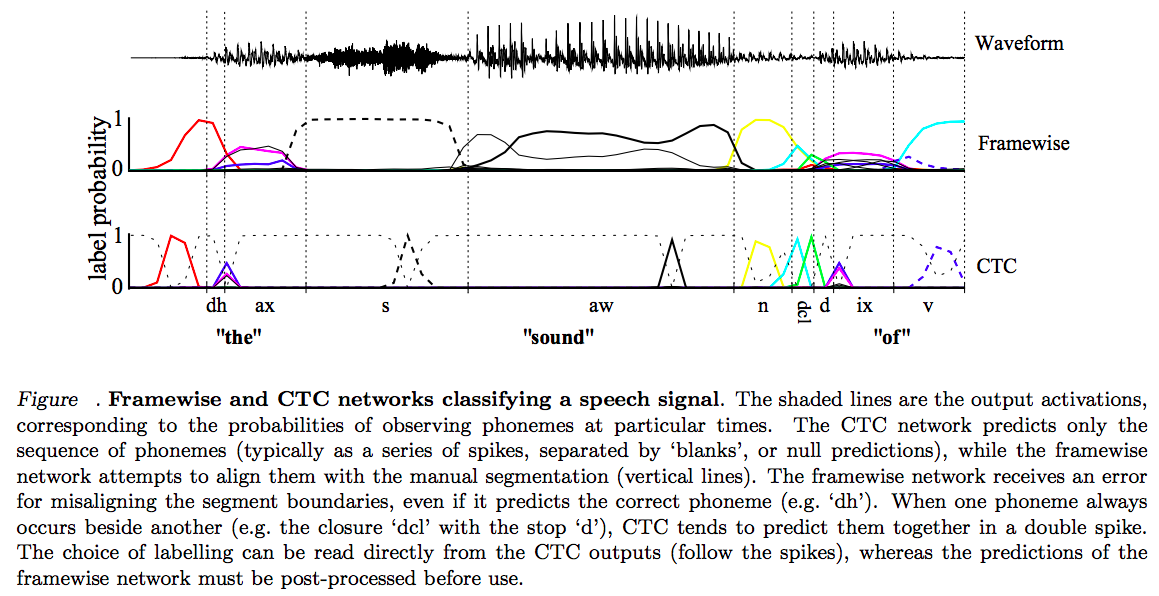 Waveform
label probability
1
0
Framewise
1
0
CTC
dh ax s aw n dcl d ix v
"the" "sound" "of"
Figure . Framewise and CTC networks classifying a speech signal. The shaded lines are the output activations,
corresponding to the probabilities of observing phonemes at particular times. The CTC network predicts only the
sequence of phonemes (typically as a series of spikes, separated by ‘blanks’, or null predictions), while the framewise
network attempts to align them with the manual segmentation (vertical lines). The framewise network receives an error
for misaligning the segment boundaries, even if it predicts the correct phoneme (e.g. ‘dh’). When one phoneme always
occurs beside another (e.g. the closure ‘dcl’ with the stop ‘d’), CTC tends to predict them together in a double spike.
The choice of labelling can be read directly from the CTC outputs (follow the spikes), whereas the predictions of the
framewise network must be post-processed before use.